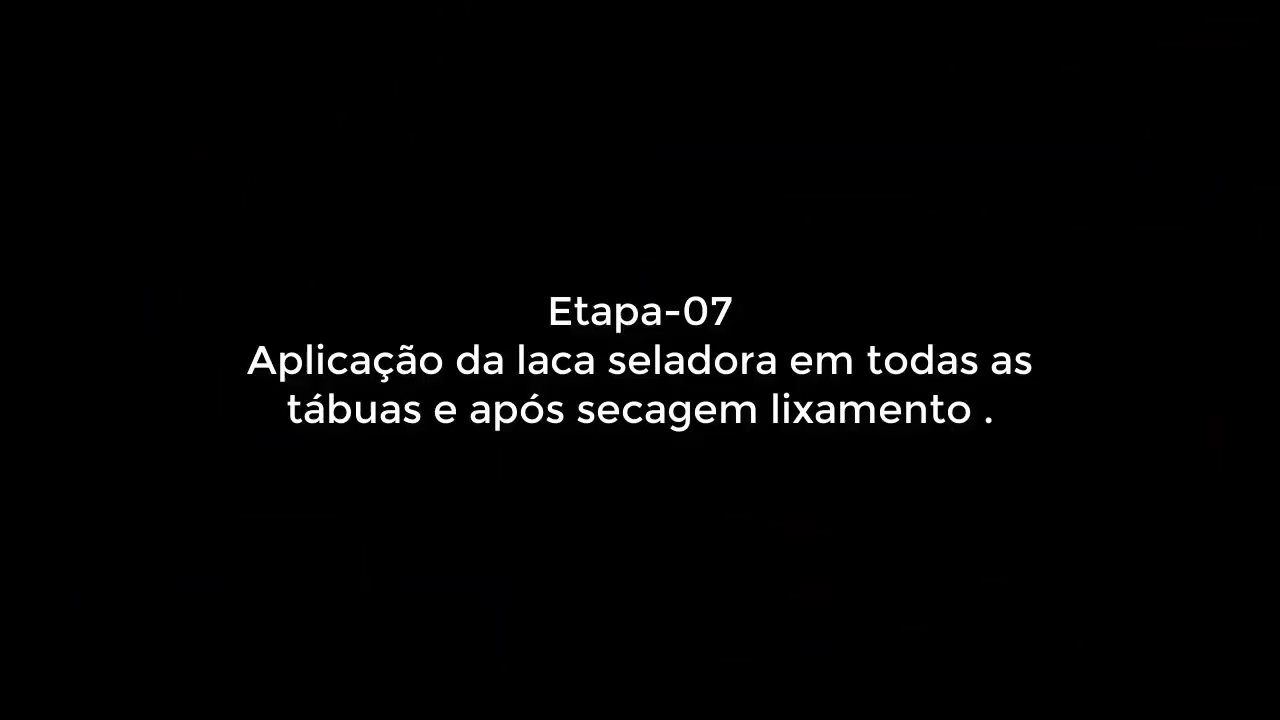 Etapa-07
Aplicação da laca seladora em todas as
tábuas e após secagem lixamento .